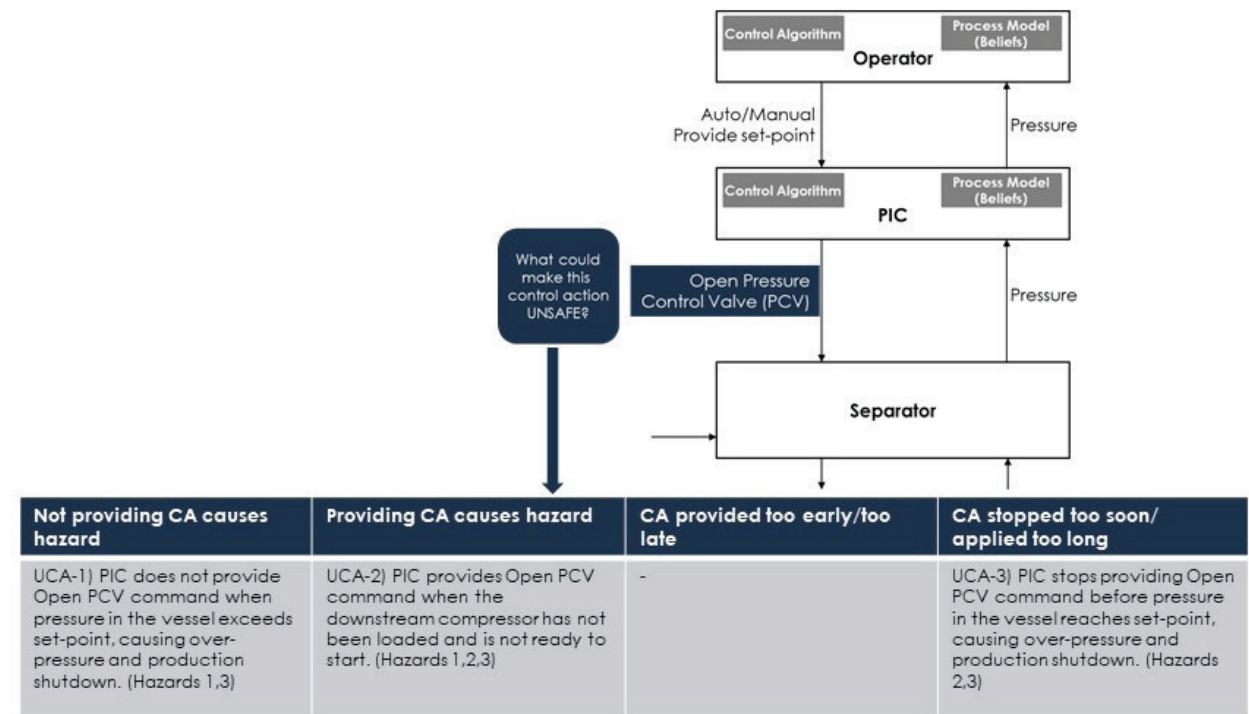 Control Algorithm
Process Model
(Beliefs)
Operator
Auto/Manual
Provide set-point
Pressure
Control Algorithm
Process Model
(Beliefs)
PIC
What could
make this
control action
UNSAFE?
Open Pressure
Control Valve (PCV)
Pressure
Separator
Not providing CA causes
hazard
Providing CA causes hazard
CA provided too early/too
late
CA stopped too soon/
applied too long
UCA-1) PIC does not provide
Open PCV command when
pressure in the vessel exceeds
set-point, causing over-
pressure and production
shutdown. (Hazards 1,3)
UCA-2) PIC provides Open PCV
command when the
downstream compressor has not
been loaded and is not ready to
start. (Hazards 1,2,3)
-
UCA-3) PIC stops providing Open
PCV command before pressure
in the vessel reaches set-point,
causing over-pressure and
production shutdown. (Hazards
2,3)